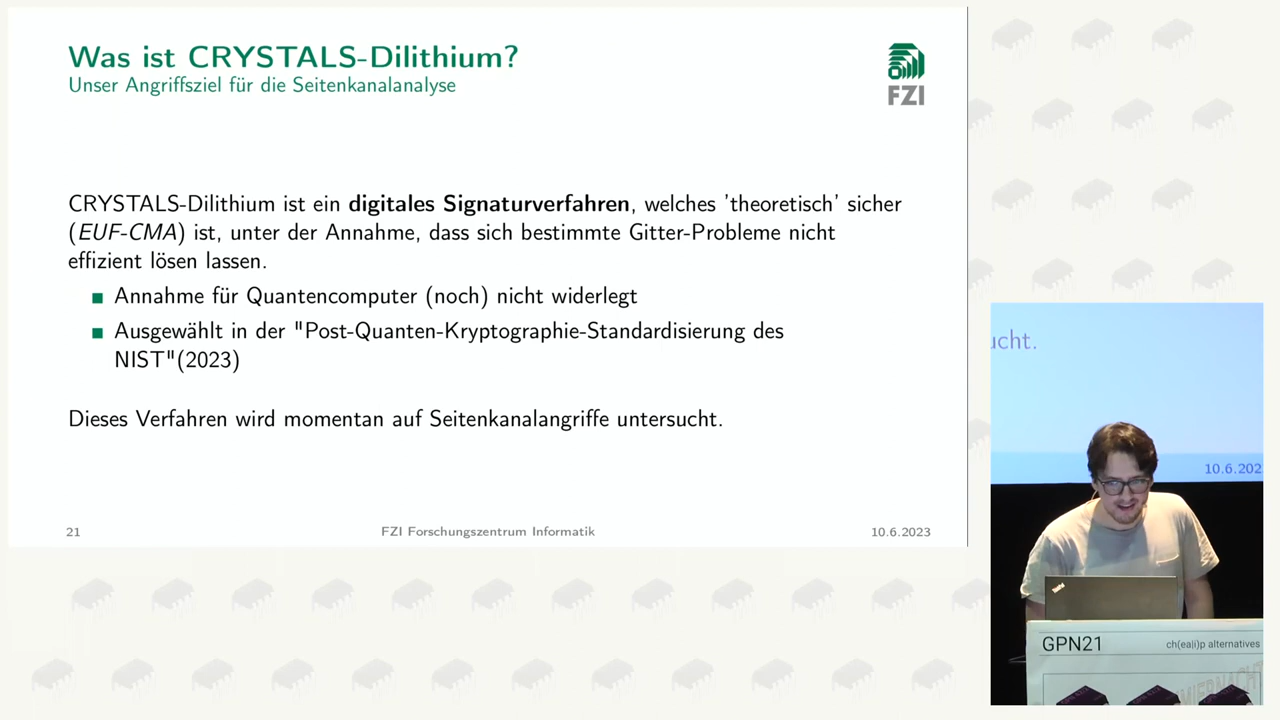 Was ist CRYSTALS-Dilithium?
Unser Angriffsziel für die Seitenkanalanalyse
FZI
CRYSTALS-Dilithium ist ein digitales Signaturverfahren, welches 'theoretisch' sicher
(EUF-CMA) ist, unter der Annahme, dass sich bestimmte Gitter-Probleme nicht
effizient lösen lassen.
Annahme für Quantencomputer (noch) nicht widerlegt
Ausgewählt in der "Post-Quanten-Kryptographie-Standardisierung des
NIST"(2023)
Dieses Verfahren wird momentan auf Seitenkanalangriffe untersucht.
21
FZI Forschungszentrum Informatik
10.6.2023
ucht.
10.6.202
GPN21
ch(ea|i)p alternatives